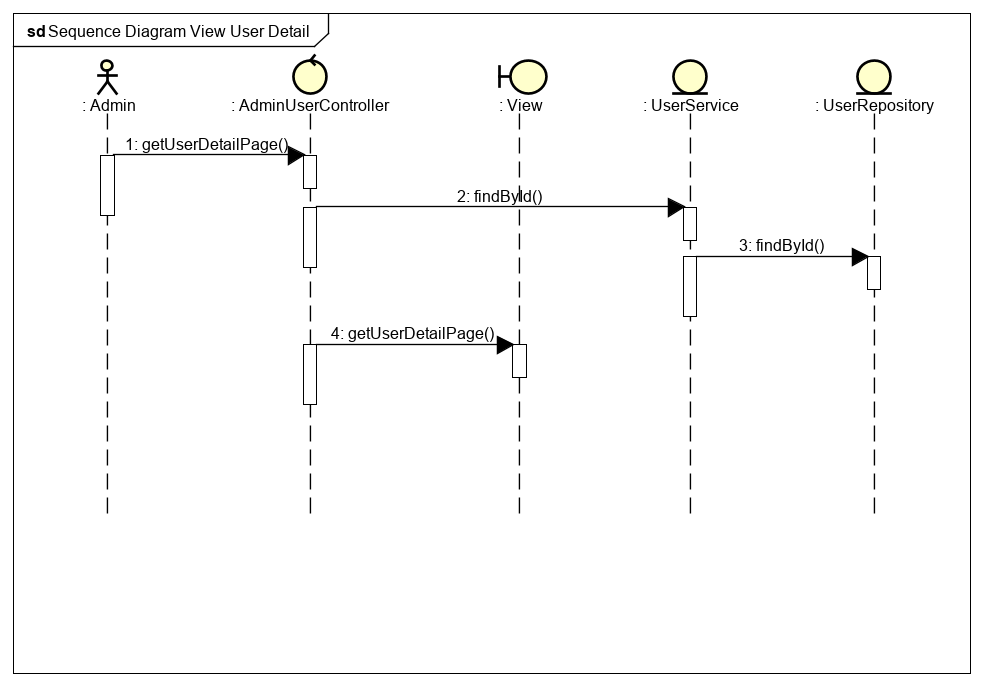 sd Sequence Diagram View User Detail
: Admin
: AdminUserController
: View
: UserService
: UserRepository
1: getUserDetailPage()
2: findById()
3: findById()
4: getUserDetailPage()